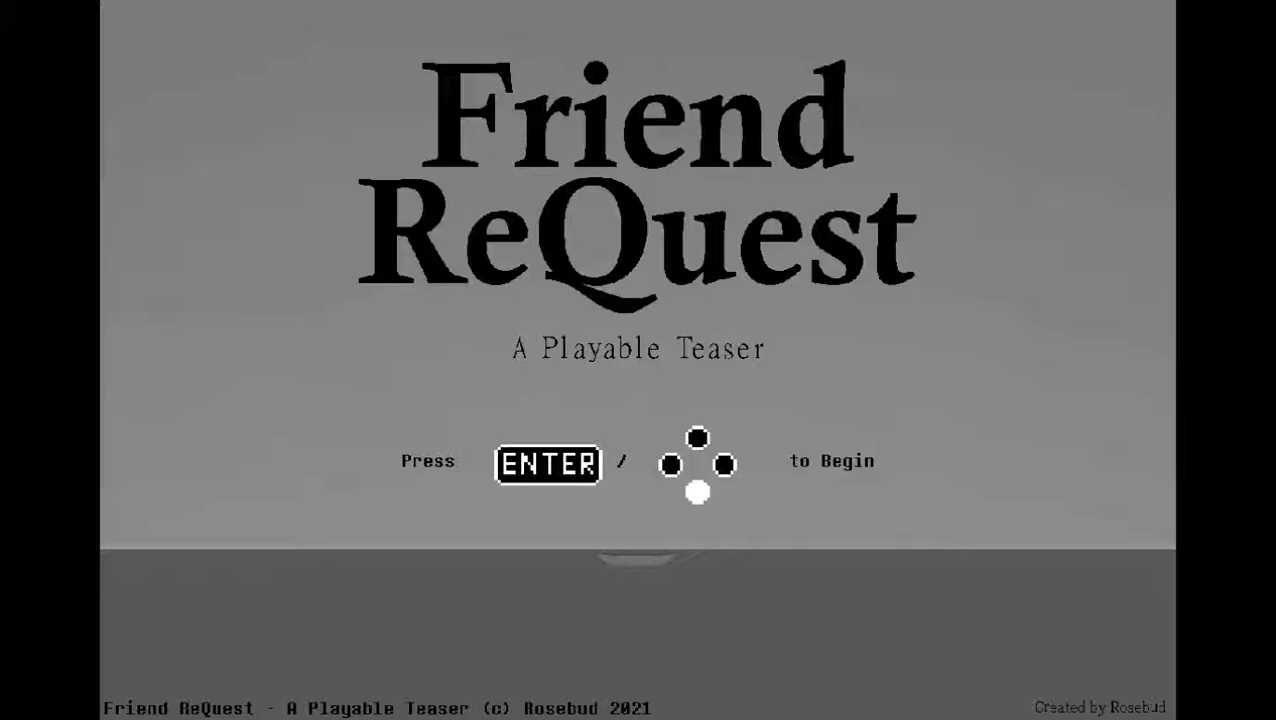 Friend
ReQuest
A Playable Teaser
Press ENTER / to Begin
Friend ReQuest - A Playable Teaser (c) Rosebud 2021
Created by Rosebud